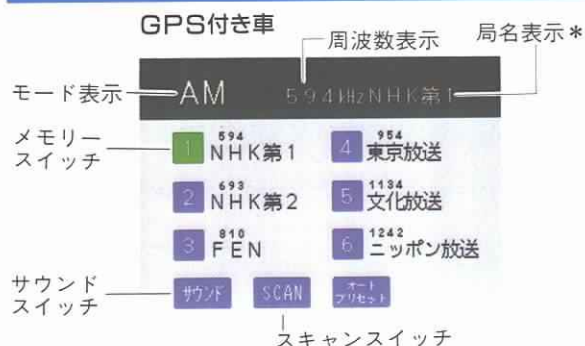 GPS付き車
周波数表示
局名表示*
モード表示
AM 594kHzNHK第1
メモリースイッチ
1 594 NHK第1
4 954 東京放送
2 693 NHK第2
5 1134 文化放送
3 810 FEN
6 1242 ニッポン放送
サウンドスイッチ
サウンド SCAN オートプリセット
スキャンスイッチ